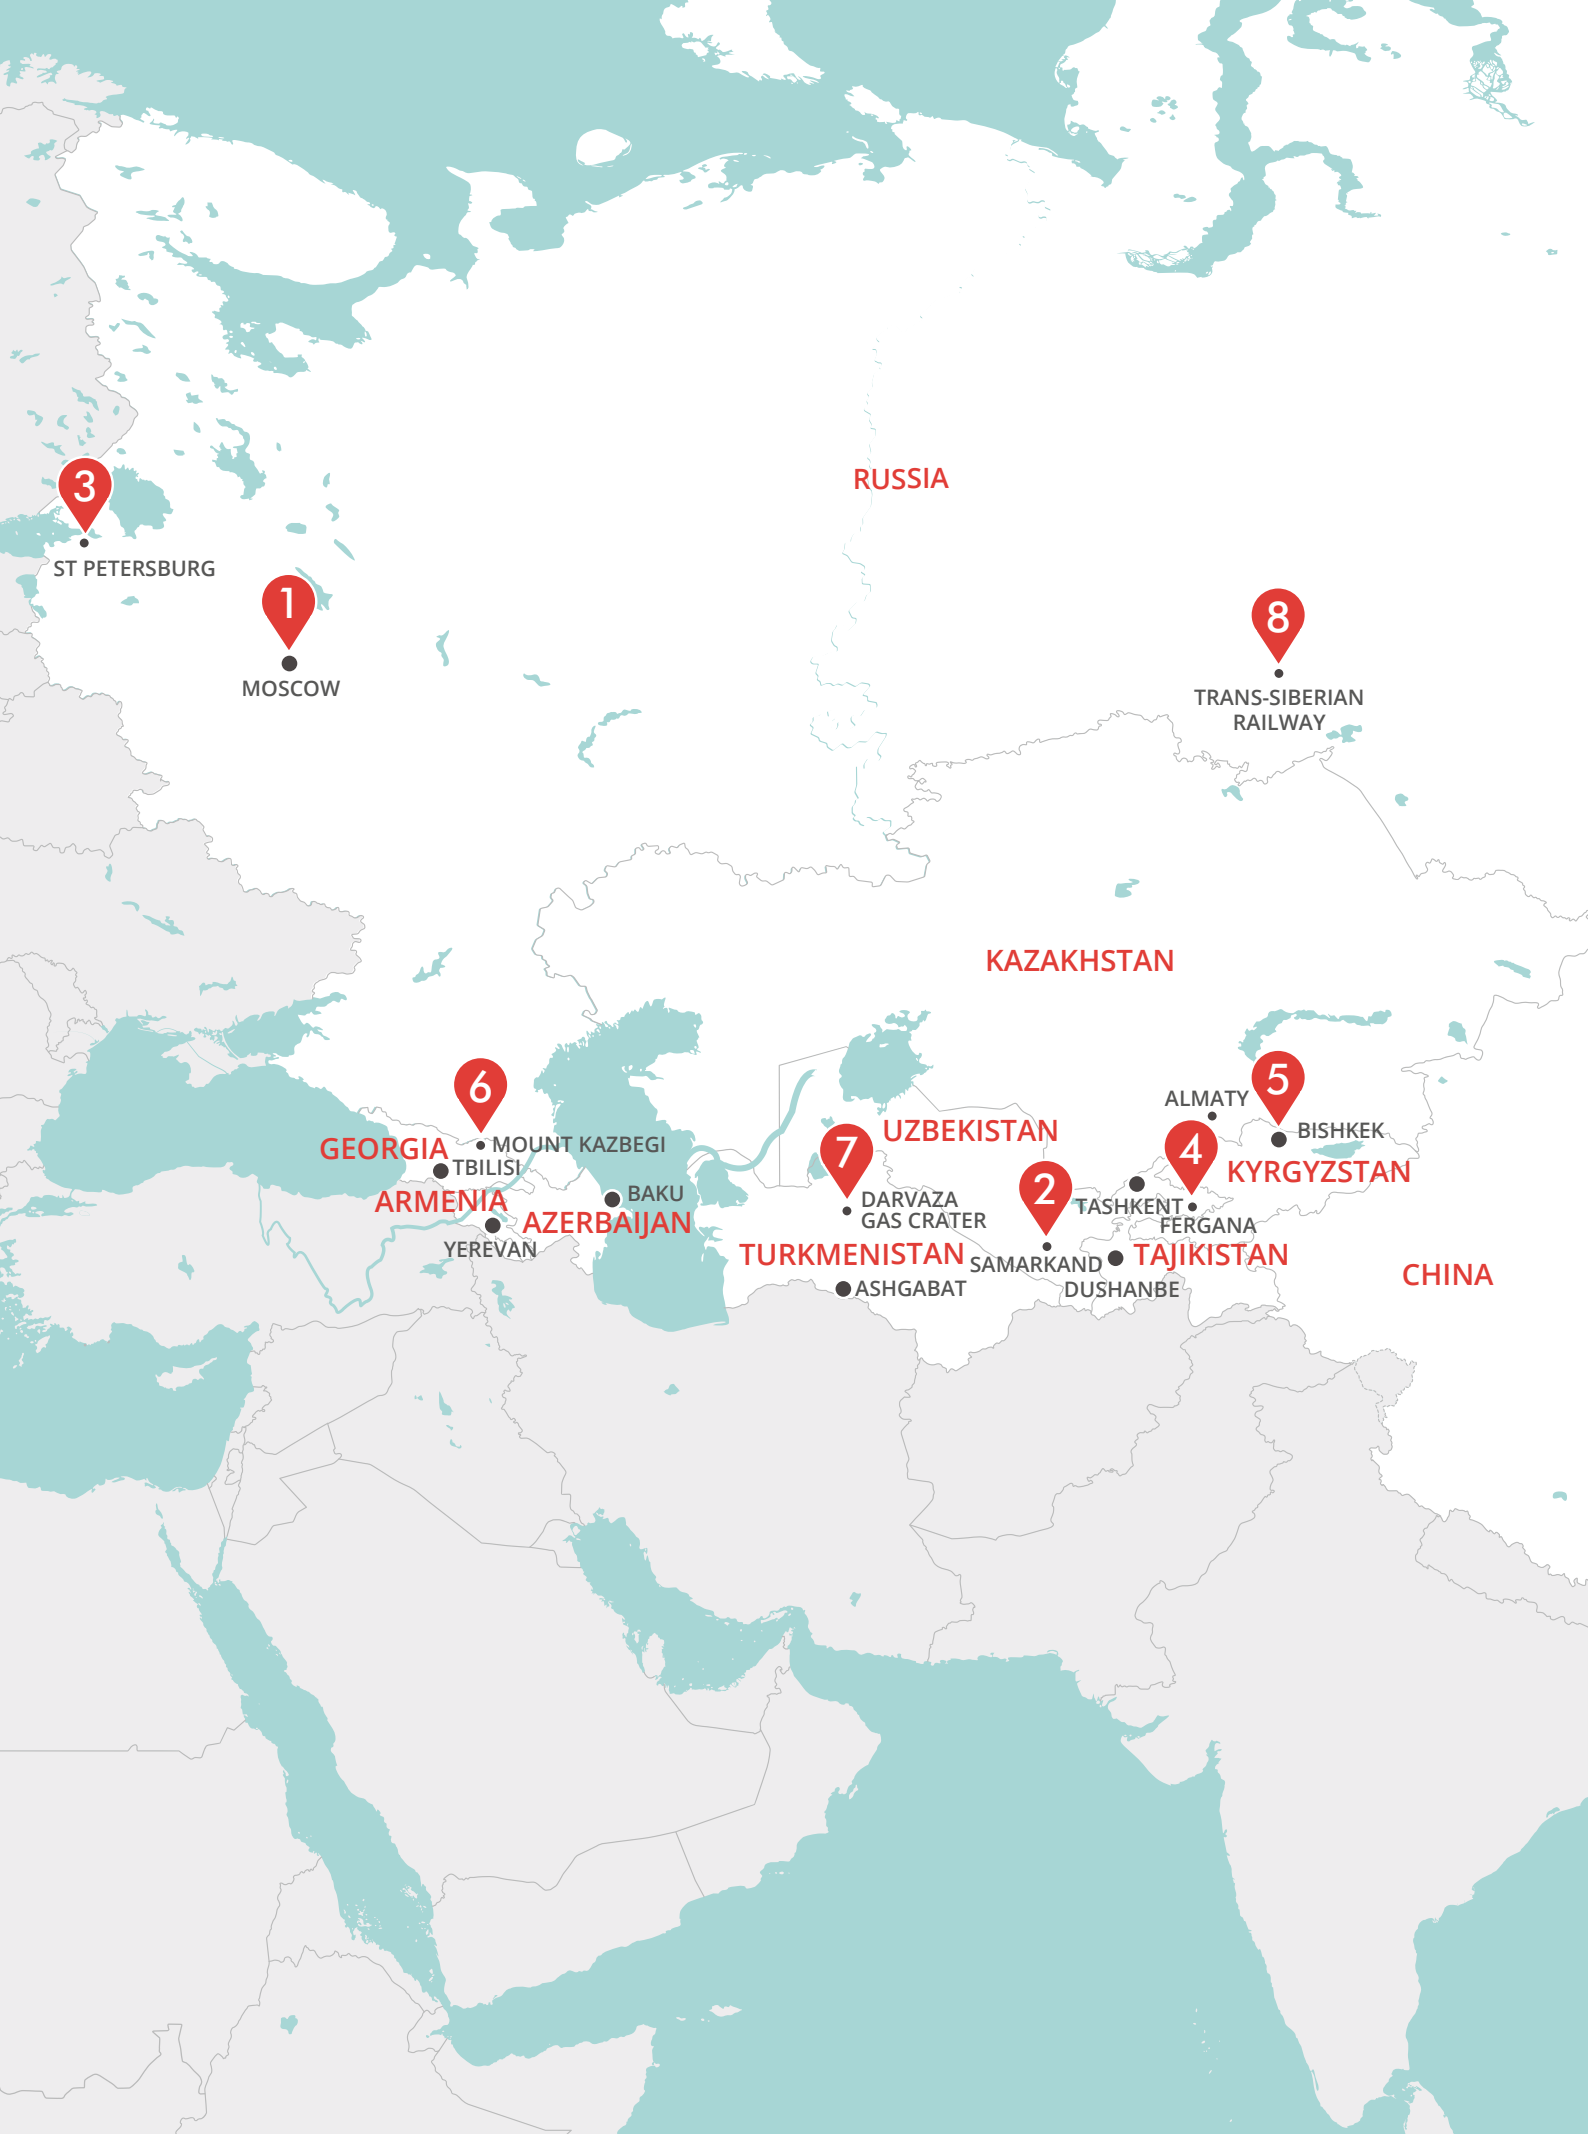 RUSSIA
3
ST PETERSBURG
1
MOSCOW
8
TRANS-SIBERIAN
RAILWAY
KAZAKHSTAN
6
MOUNT KAZBEGI
GEORGIA
TBILISI
ARMENIA
BAKU
AZERBAIJAN
YEREVAN
5
ALMATY
BISHKEK
UZBEKISTAN
4
KYRGYZSTAN
7
DARVAZA
GAS CRATER
2
TASHKENT
FERGANA
TURKMENISTAN
SAMARKAND
TAJIKISTAN
ASHGABAT
DUSHANBE
CHINA